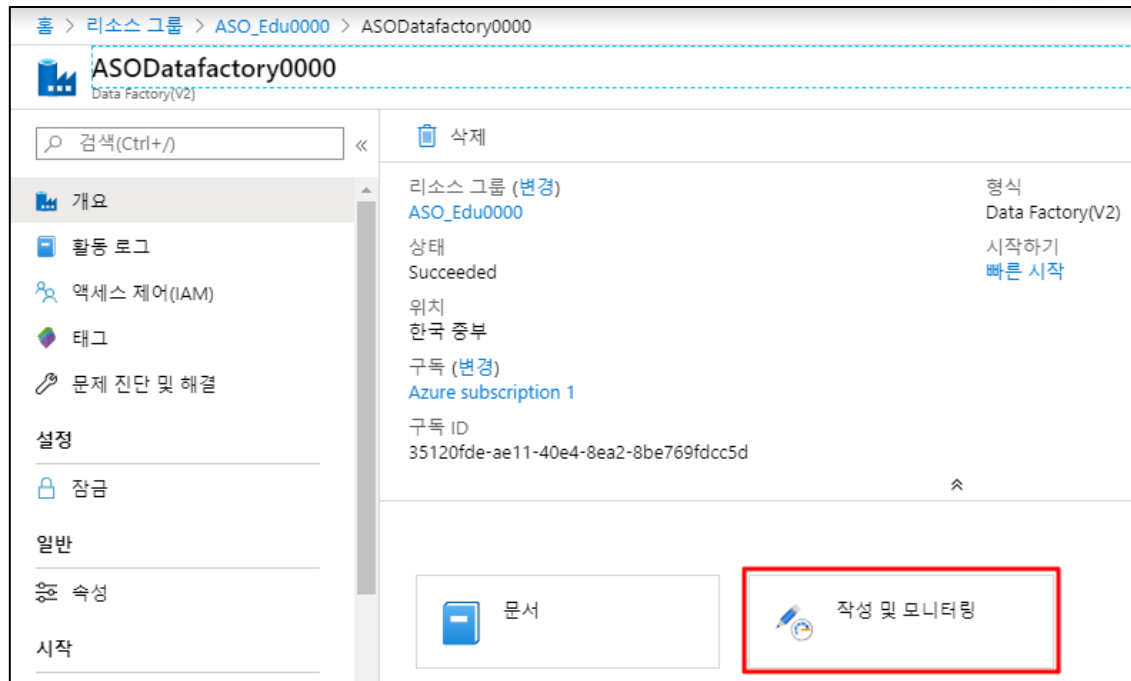 홈 > 리소스 그룹 > ASO_Edu0000 > ASODatafactory0000
ASODatafactory0000
Data Factory(V2)
검색(Ctrl+/)
«
개요
활동 로그
액세스 제어(IAM)
태그
문제 진단 및 해결
설정
잠금
일반
속성
시작
삭제
리소스 그룹 (변경)
ASO_Edu0000
상태
Succeeded
위치
한국 중부
구독 (변경)
Azure subscription 1
구독 ID
35120fde-ae11-40e4-8ea2-8be769fdcc5d
형식
Data Factory(V2)
시작하기
빠른 시작
문서
작성 및 모니터링